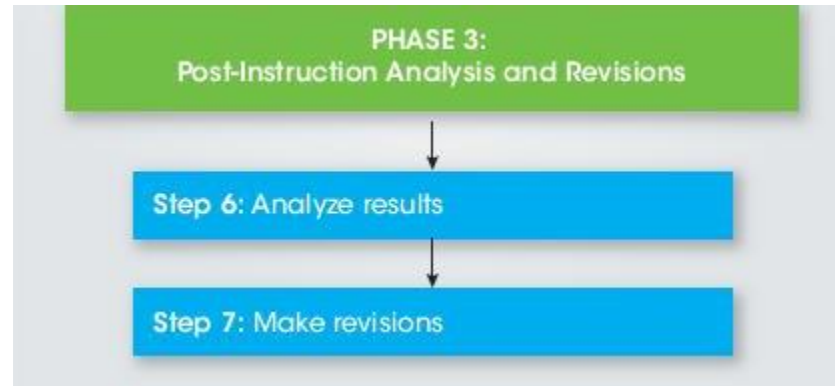 PHASE 3:
Post-Instruction Analysis and Revisions
Step 6: Analyze results
Step 7: Make revisions